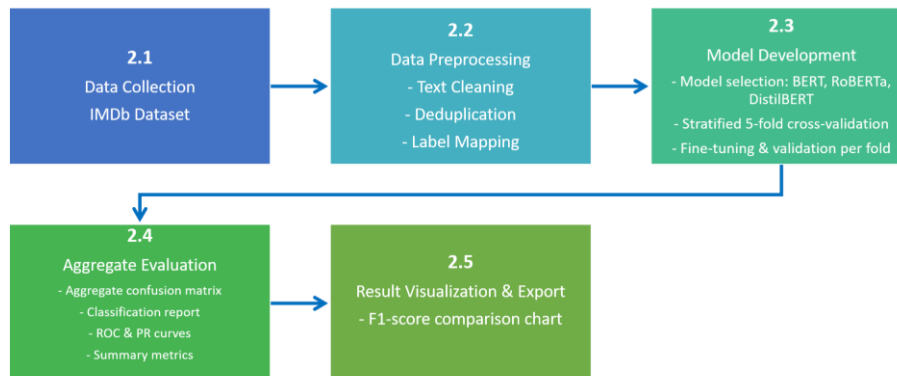 2.1
Data Collection
IMDb Dataset
2.2
Data Preprocessing
- Text Cleaning
- Deduplication
- Label Mapping
2.3
Model Development
- Model selection: BERT, RoBERTa,
DistilBERT
- Stratified 5-fold cross-validation
- Fine-tuning & validation per fold
2.4
Aggregate Evaluation
- Aggregate confusion matrix
- Classification report
- ROC & PR curves
- Summary metrics
2.5
Result Visualization & Export
- F1-score comparison chart